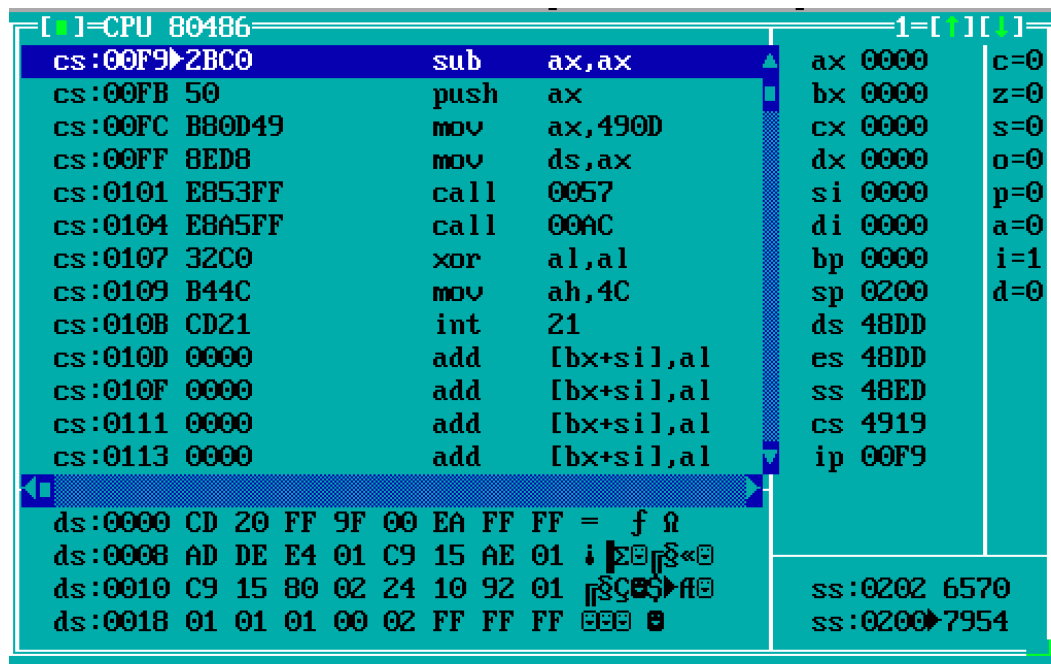 [■]=CPU 80486 1=[↑][↓]
cs:00F9►2BC0 sub ax,ax
cs:00FB 50 push ax
cs:00FC B80D49 mov ax,490D
cs:00FF 8ED8 mov ds,ax
cs:0101 E853FF call 0057
cs:0104 E8A5FF call 00AC
cs:0107 32C0 xor al,al
cs:0109 B44C mov ah,4C
cs:010B CD21 int 21
cs:010D 0000 add [bx+si],al
cs:010F 0000 add [bx+si],al
cs:0111 0000 add [bx+si],al
cs:0113 0000 add [bx+si],al
ax 0000 c=0
bx 0000 z=0
cx 0000 s=0
dx 0000 o=0
si 0000 p=0
di 0000 a=0
bp 0000 i=1
sp 0200 d=0
ds 48DD
es 48DD
ss 48ED
cs 4919
ip 00F9
ds:0000 CD 20 FF 9F 00 EA FF FF = ƒ Ω
ds:0008 AD DE E4 01 C9 15 AE 01 ¡▐Σ☺╔§«☺
ds:0010 C9 15 80 02 24 10 92 01 ╔§Ç☻$►Æ☺
ds:0018 01 01 01 00 02 FF FF FF ☺☺☺ ☻
ss:0202 6570
ss:0200►7954